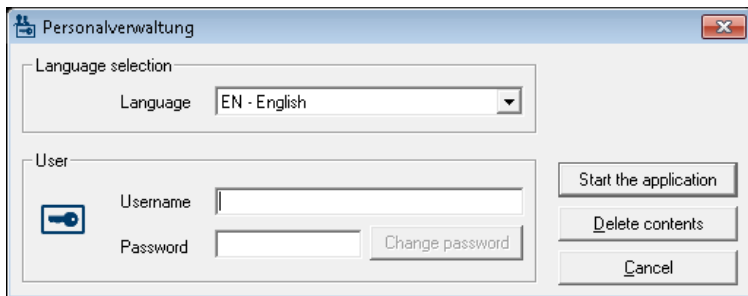 Personalverwaltung
Language selection
Language EN - English
User
Username
Password Change password
Start the application
Delete contents
Cancel